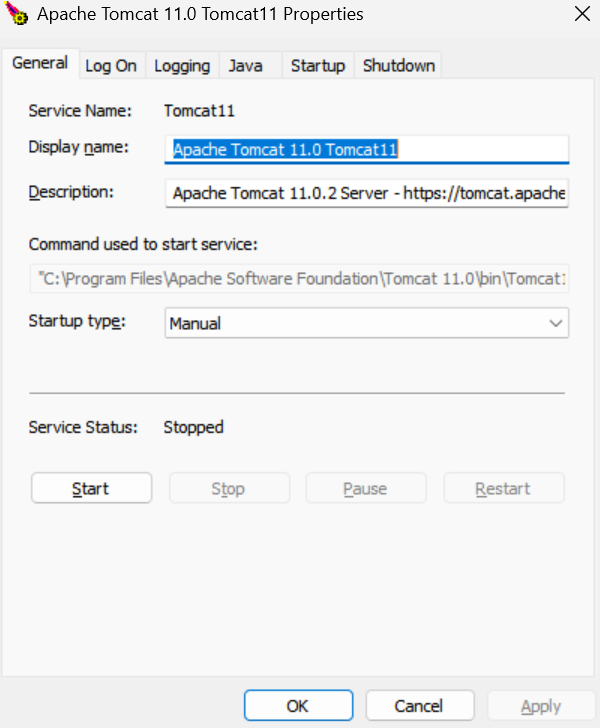 Apache Tomcat 11.0 Tomcat11 Properties
General Log On Logging Java Startup Shutdown
Service Name: Tomcat11
Display name: Apache Tomcat 11.0 Tomcat11
Description: Apache Tomcat 11.0.2 Server - https://tomcat.apache
Command used to start service:
"C:\Program Files\Apache Software Foundation\Tomcat 11.0\bin\Tomcat1
Startup type: Manual
Service Status: Stopped
Start Stop Pause Restart
OK Cancel Apply